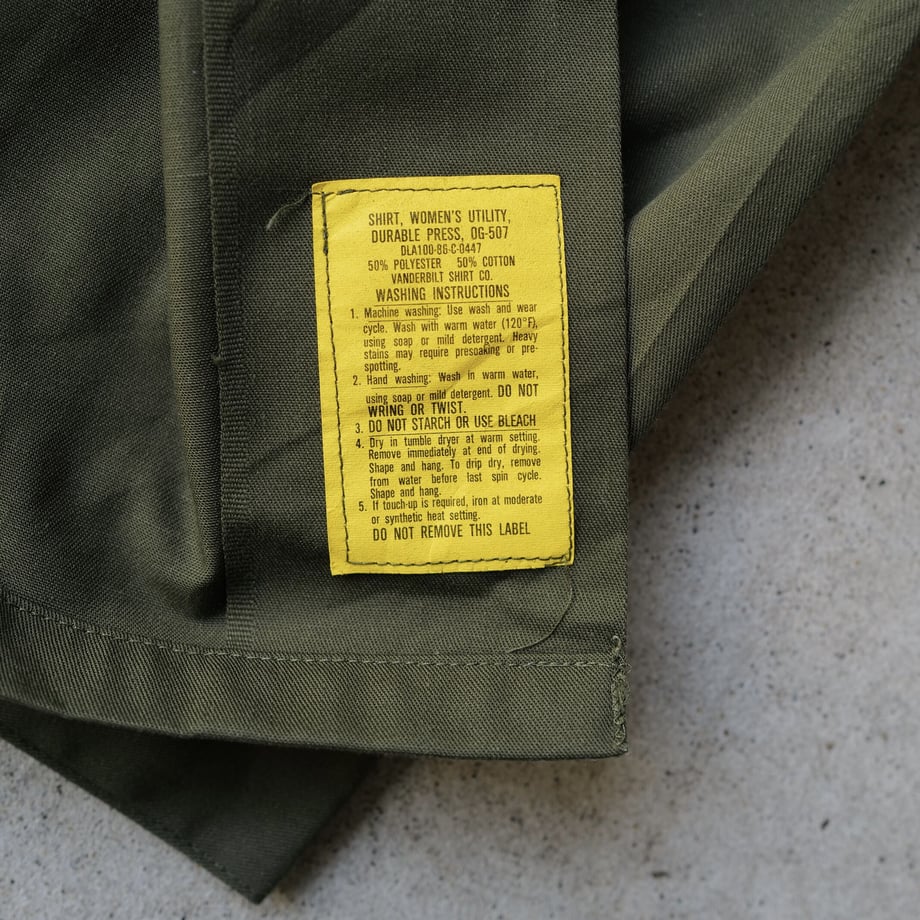 SHIRT, WOMEN'S UTILITY,
DURABLE PRESS, OG-507
DLA100-86-C-0447
50% POLYESTER 50% COTTON
VANDERBILT SHIRT CO.
WASHING INSTRUCTIONS
1. Machine washing: Use wash and wear
cycle. Wash with warm water (120°F),
using soap or mild detergent. Heavy
stains may require presoaking or pre-
spotting.
2. Hand washing: Wash in warm water,
using soap or mild detergent. DO NOT
WRING OR TWIST.
3. DO NOT STARCH OR USE BLEACH
4. Dry in tumble dryer at warm setting.
Remove immediately at end of drying.
Shape and hang. To drip dry, remove
from water before last spin cycle.
Shape and hang.
5. If touch-up is required, iron at moderate
or synthetic heat setting.
DO NOT REMOVE THIS LABEL